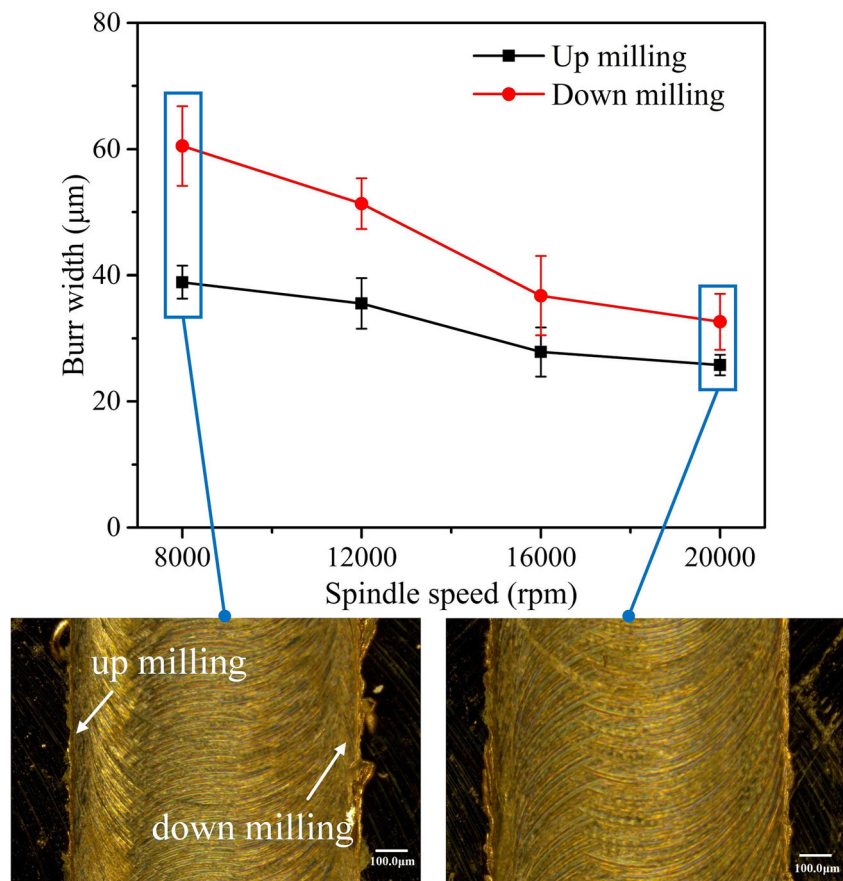 80
60
40
20
0
Burr width (μm)
Up milling
Down milling
8000
12000
16000
20000
Spindle speed (rpm)
up milling
down milling
100.0μm
100.0μm